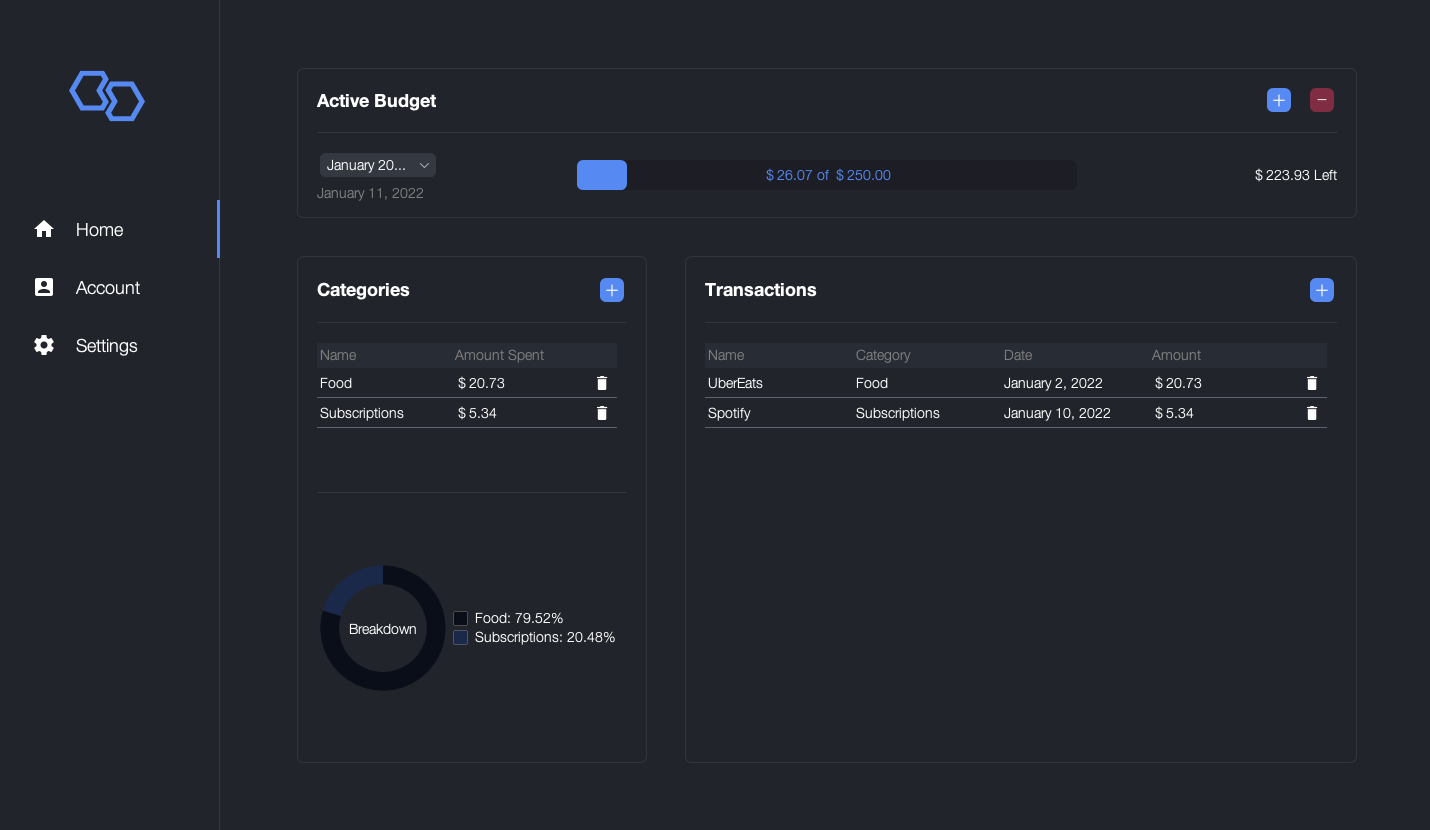 Home
Account
Settings
Active Budget
January 20...
January 11, 2022
$ 26.07 of $ 250.00
$ 223.93 Left
Categories
Name Amount Spent
Food $ 20.73
Subscriptions $ 5.34
Breakdown
Food: 79.52%
Subscriptions: 20.48%
Transactions
Name Category Date Amount
UberEats Food January 2, 2022 $ 20.73
Spotify Subscriptions January 10, 2022 $ 5.34